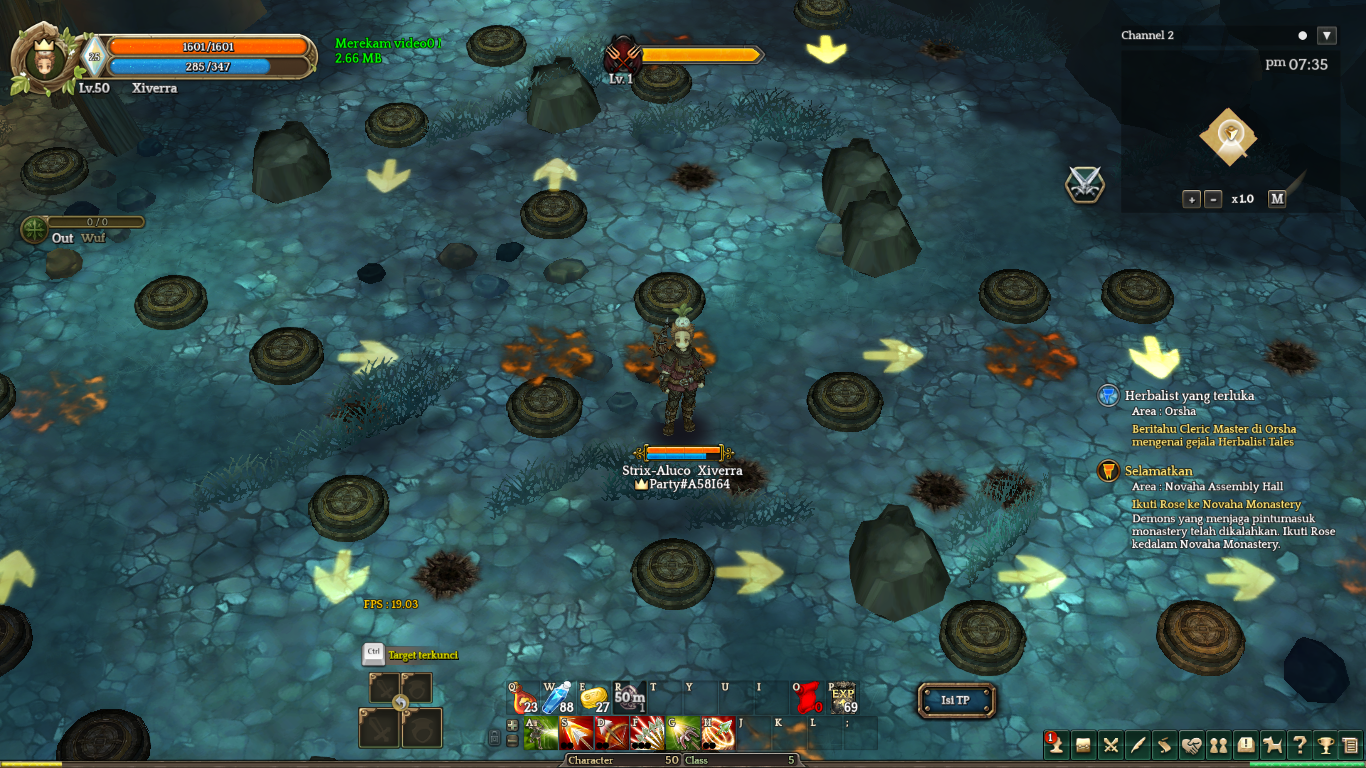 1601/1601
25
285/347
Lv.50 Xiverra
Merekam video01
2.66 MB
Lv.1
Channel 2
pm 07:35
+ - x1.0 M
0 / 0
Out Wuf
Herbalist yang terluka
Area : Orsha
Beritahu Cleric Master di Orsha
mengenai gejala Herbalist Tales
Selamatkan
Area : Novaha Assembly Hall
Ikuti Rose ke Novaha Monastery
Demons yang menjaga pintumasuk
monastery telah dikalahkan. Ikuti Rose
kedalam Novaha Monastery.
Strix-Aluco Xiverra
Party#A58I64
FPS : 19.03
Ctrl Target terkunci
Q W E R T Y U I O P
23 88 27 50 m 1 0 EXP 69
A S D F G H J K L ;
Isi TP
Character 50 Class 5
1